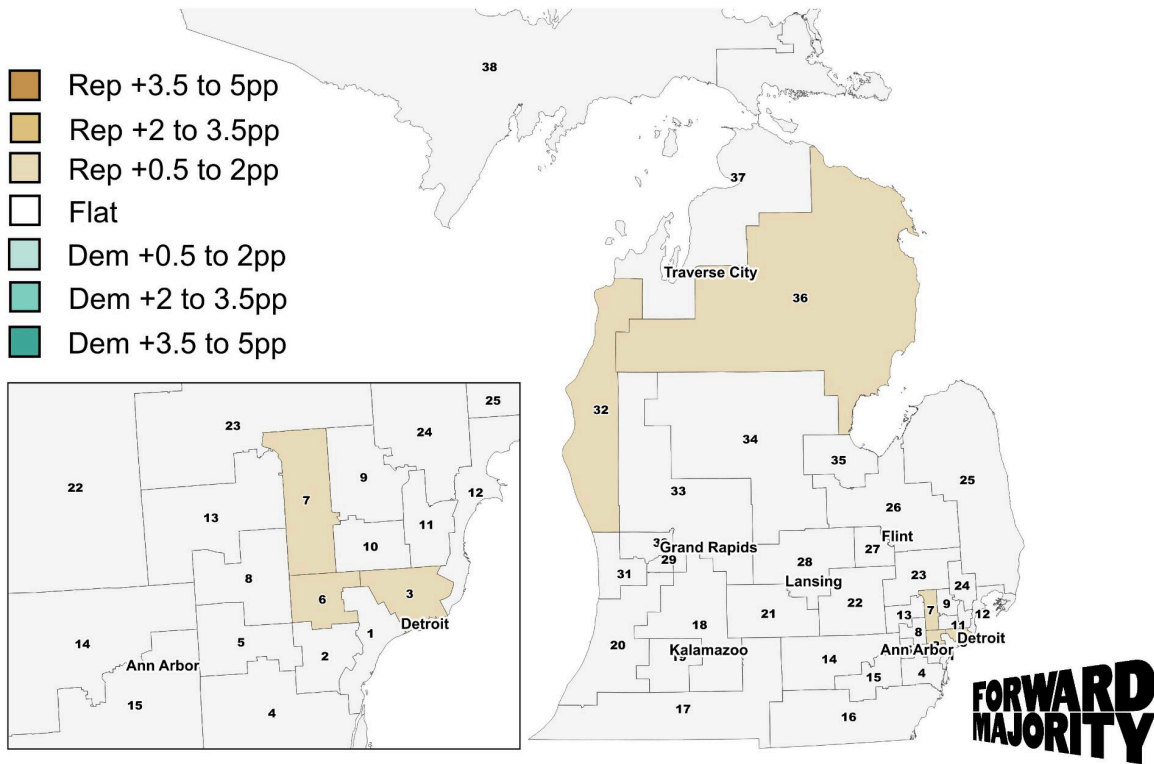 Rep +3.5 to 5pp
Rep +2 to 3.5pp
Rep +0.5 to 2pp
Flat
Dem +0.5 to 2pp
Dem +2 to 3.5pp
Dem +3.5 to 5pp
38
37
Traverse City
36
32
34
35
25
33
26
Flint
27
Grand Rapids
29
28
31
Lansing
23
24
22
21
13
7
9
12
11
18
20
8
Detroit
Kalamazoo
19
Ann Arbor
14
15
4
17
16
25
23
24
22
9
12
7
13
11
10
8
6
3
Detroit
1
5
14
Ann Arbor
2
15
4
FORWARD
MAJORITY